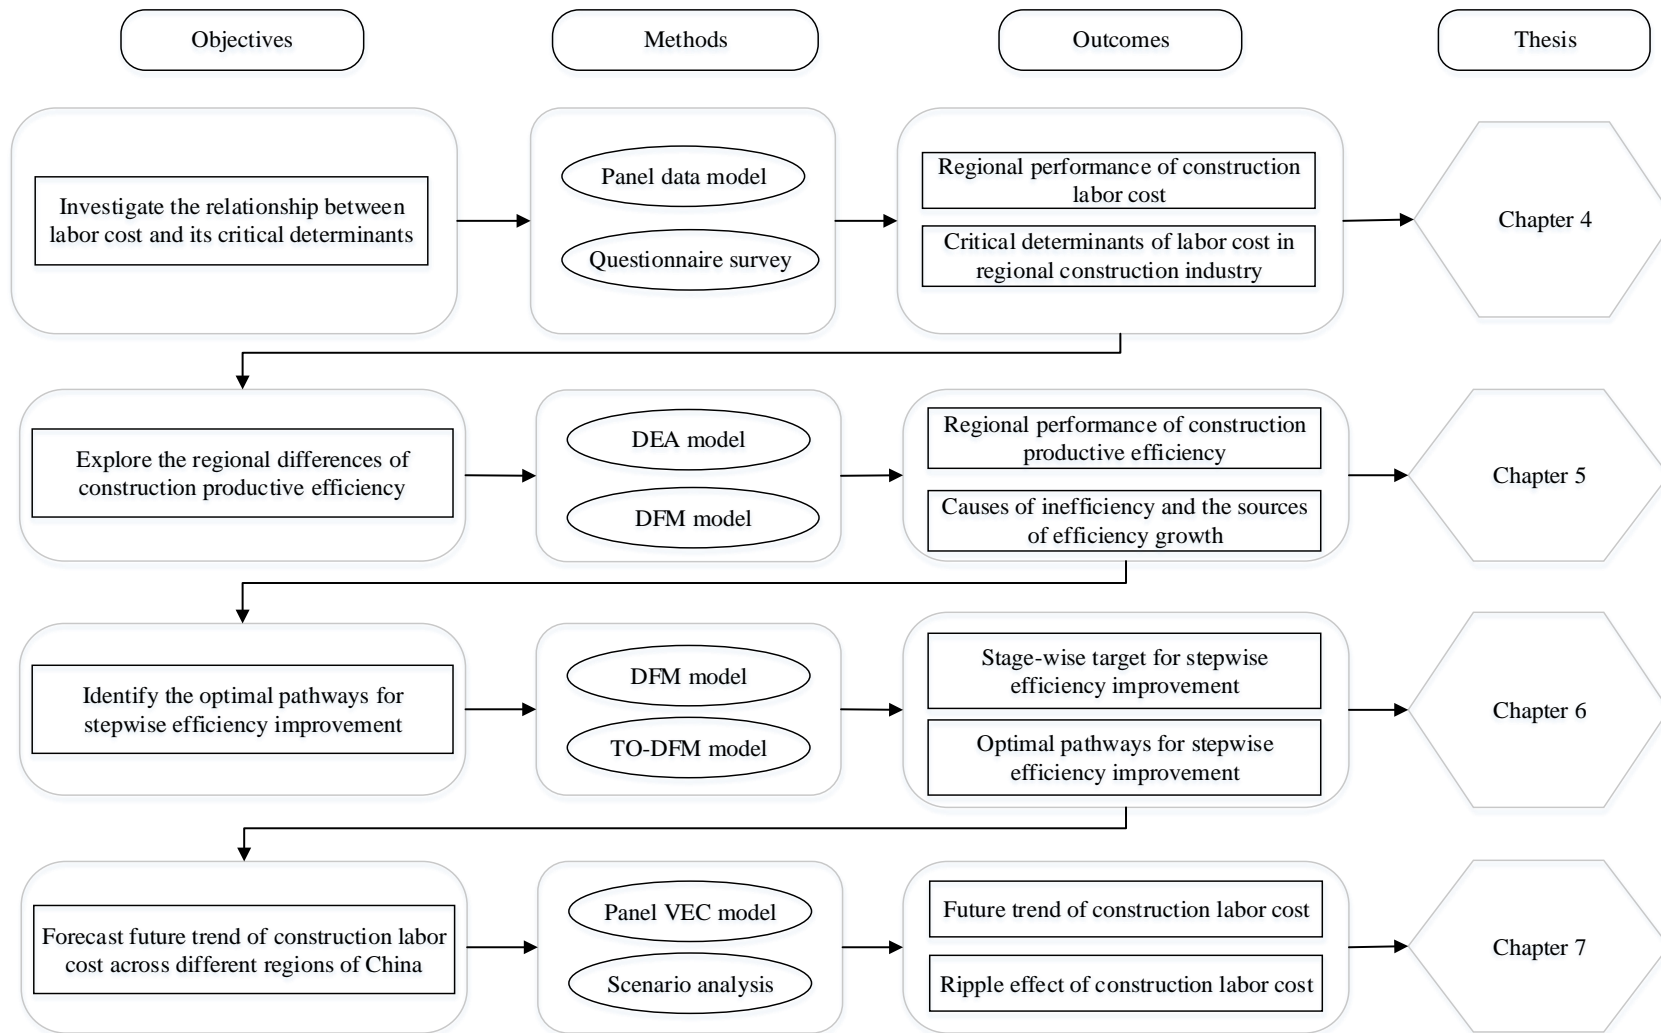 Objectives
Methods
Outcomes
Thesis
Investigate the relationship between
labor cost and its critical determinants
Panel data model
Questionnaire survey
Regional performance of construction
labor cost
Critical determinants of labor cost in
regional construction industry
Chapter 4
Explore the regional differences of
construction productive efficiency
DEA model
DFM model
Regional performance of construction
productive efficiency
Causes of inefficiency and the sources
of efficiency growth
Chapter 5
Identify the optimal pathways for
stepwise efficiency improvement
DFM model
TO-DFM model
Stage-wise target for stepwise
efficiency improvement
Optimal pathways for stepwise
efficiency improvement
Chapter 6
Forecast future trend of construction labor
cost across different regions of China
Panel VEC model
Scenario analysis
Future trend of construction labor cost
Ripple effect of construction labor cost
Chapter 7